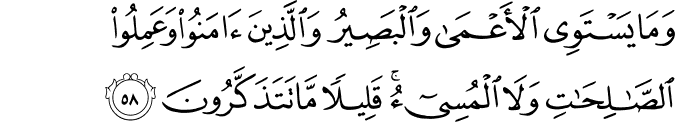 وَمَا يَسْتَوِى ٱلْأَعْمَىٰ وَٱلْبَصِيرُ وَٱلَّذِينَ ءَامَنُوا۟ وَعَمِلُوا۟
ٱلصَّـٰلِحَـٰتِ وَلَا ٱلْمُسِىٓءُ ۚ قَلِيلًا مَّا تَتَذَكَّرُونَ ٥٨